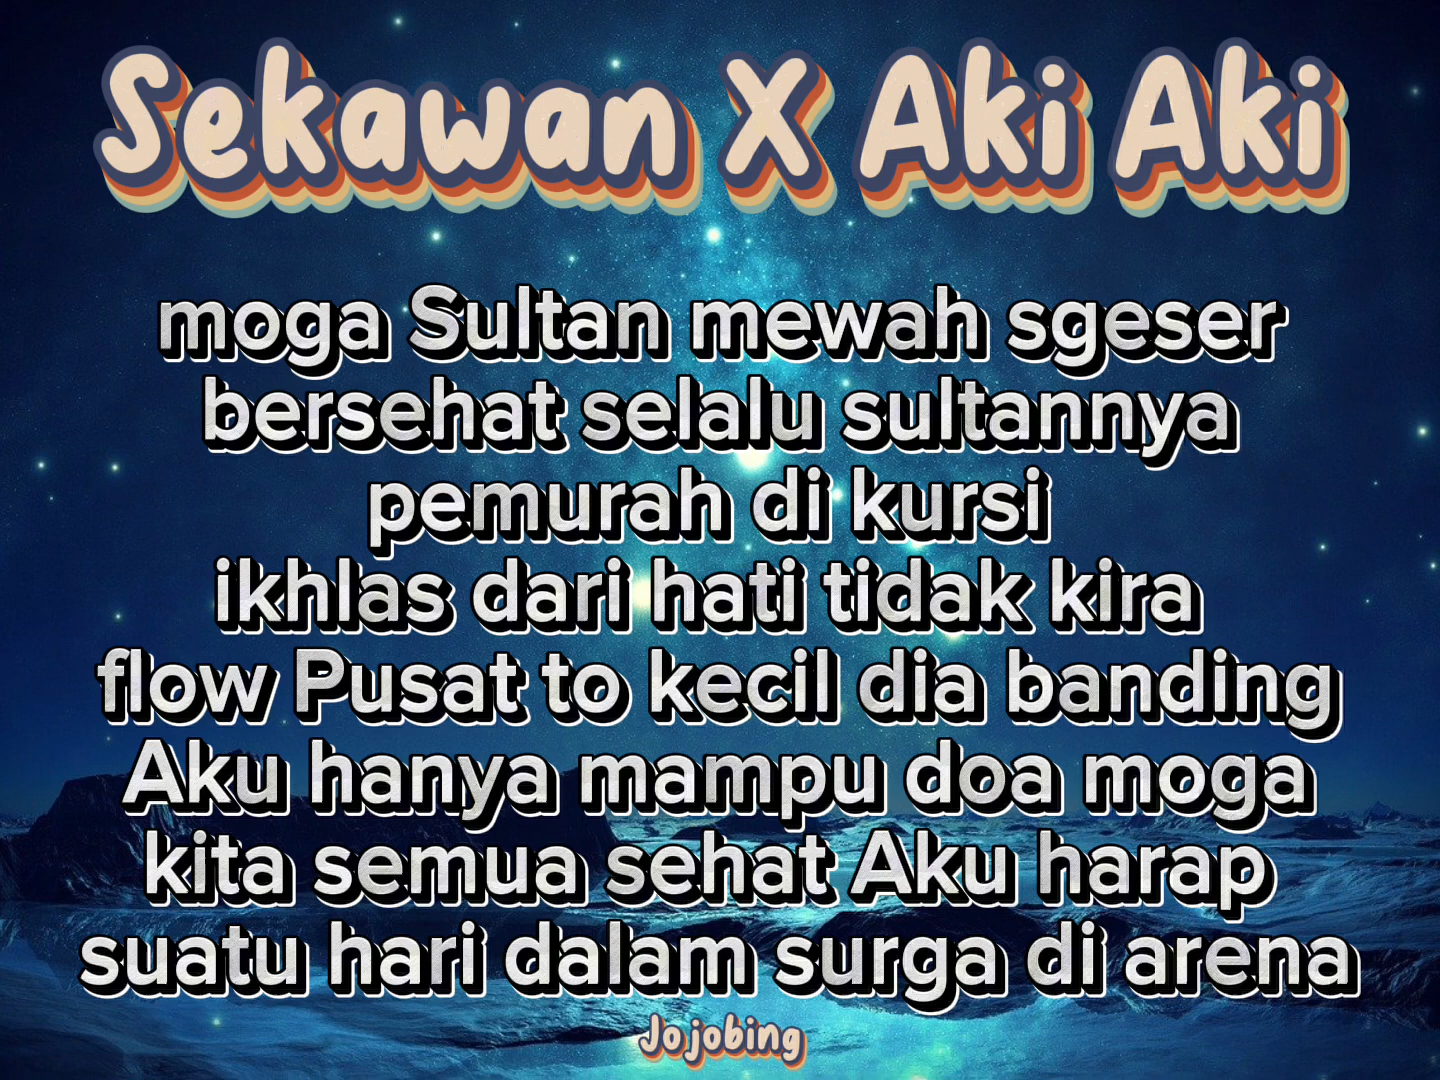 Sekawan X Aki Aki
moga Sultan mewah sgeser
bersehat selalu sultannya
pemurah di kursi
ikhlas dari hati tidak kira
flow Pusat to kecil dia banding
Aku hanya mampu doa moga
kita semua sehat Aku harap
suatu hari dalam surga di arena
Jojobing